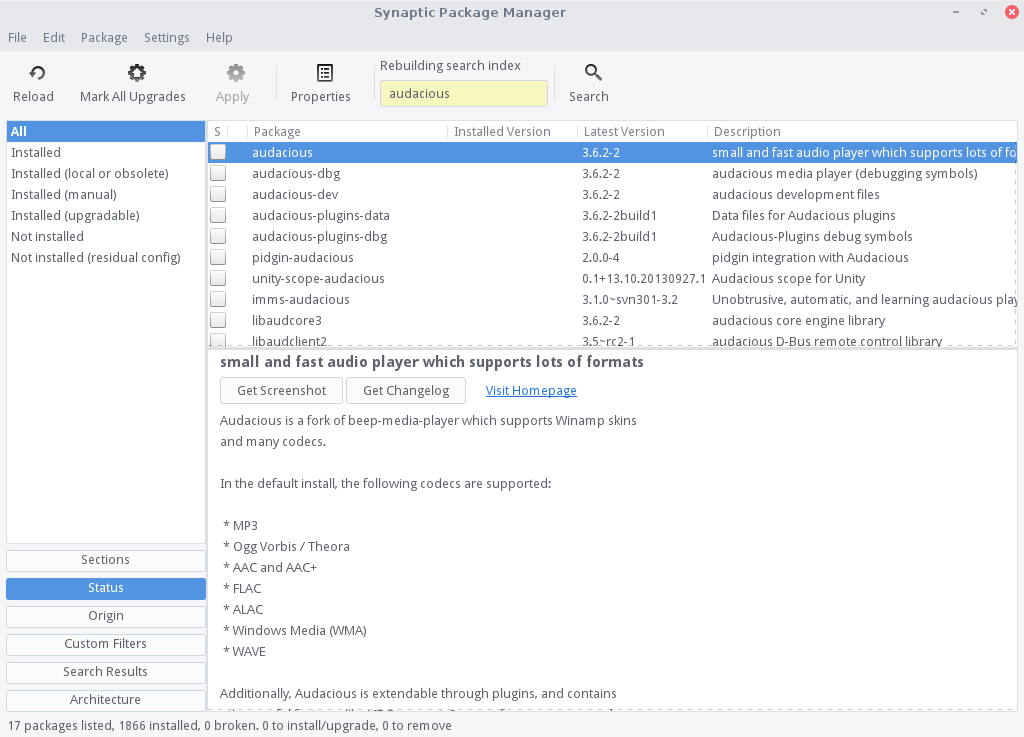 Synaptic Package Manager
File Edit Package Settings Help
Reload Mark All Upgrades Apply Properties Rebuilding search index audacious Search
All
Installed
Installed (local or obsolete)
Installed (manual)
Installed (upgradable)
Not installed
Not installed (residual config)
Sections
Status
Origin
Custom Filters
Search Results
Architecture
S Package Installed Version Latest Version Description
audacious 3.6.2-2 small and fast audio player which supports lots of fo
audacious-dbg 3.6.2-2 audacious media player (debugging symbols)
audacious-dev 3.6.2-2 audacious development files
audacious-plugins-data 3.6.2-2build1 Data files for Audacious plugins
audacious-plugins-dbg 3.6.2-2build1 Audacious-Plugins debug symbols
pidgin-audacious 2.0.0-4 pidgin integration with Audacious
unity-scope-audacious 0.1+13.10.20130927.1 Audacious scope for Unity
imms-audacious 3.1.0~svn301-3.2 Unobtrusive, automatic, and learning audacious play
libaudcore3 3.6.2-2 audacious core engine library
libaudclient2 3.5~rc2-1 audacious D-Bus remote control library
small and fast audio player which supports lots of formats
Get Screenshot Get Changelog Visit Homepage
Audacious is a fork of beep-media-player which supports Winamp skins
and many codecs.
In the default install, the following codecs are supported:
* MP3
* Ogg Vorbis / Theora
* AAC and AAC+
* FLAC
* ALAC
* Windows Media (WMA)
* WAVE
Additionally, Audacious is extendable through plugins, and contains
17 packages listed, 1866 installed, 0 broken. 0 to install/upgrade, 0 to remove